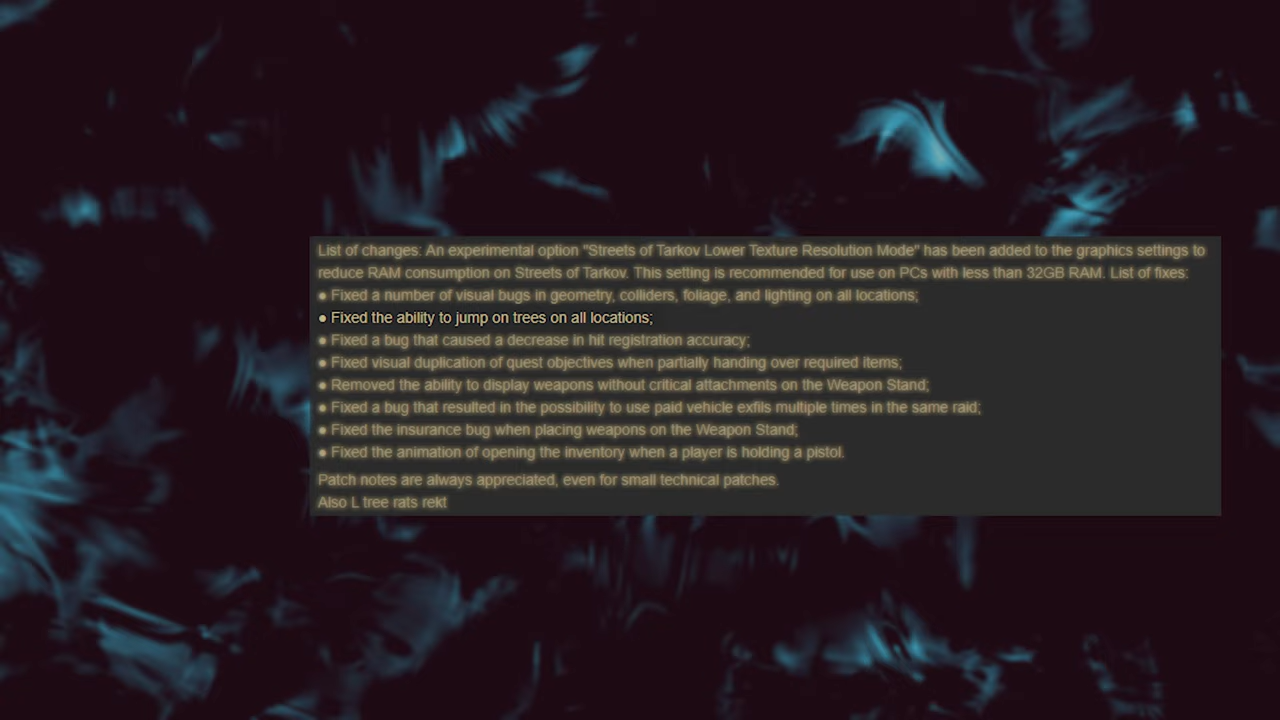 List of changes: An experimental option "Streets of Tarkov Lower Texture Resolution Mode" has been added to the graphics settings to
reduce RAM consumption on Streets of Tarkov. This setting is recommended for use on PCs with less than 32GB RAM. List of fixes:
● Fixed a number of visual bugs in geometry, colliders, foliage, and lighting on all locations;
● Fixed the ability to jump on trees on all locations;
● Fixed a bug that caused a decrease in hit registration accuracy;
● Fixed visual duplication of quest objectives when partially handing over required items;
● Removed the ability to display weapons without critical attachments on the Weapon Stand;
● Fixed a bug that resulted in the possibility to use paid vehicle exfils multiple times in the same raid;
● Fixed the insurance bug when placing weapons on the Weapon Stand;
● Fixed the animation of opening the inventory when a player is holding a pistol.
Patch notes are always appreciated, even for small technical patches.
Also L tree rats rekt